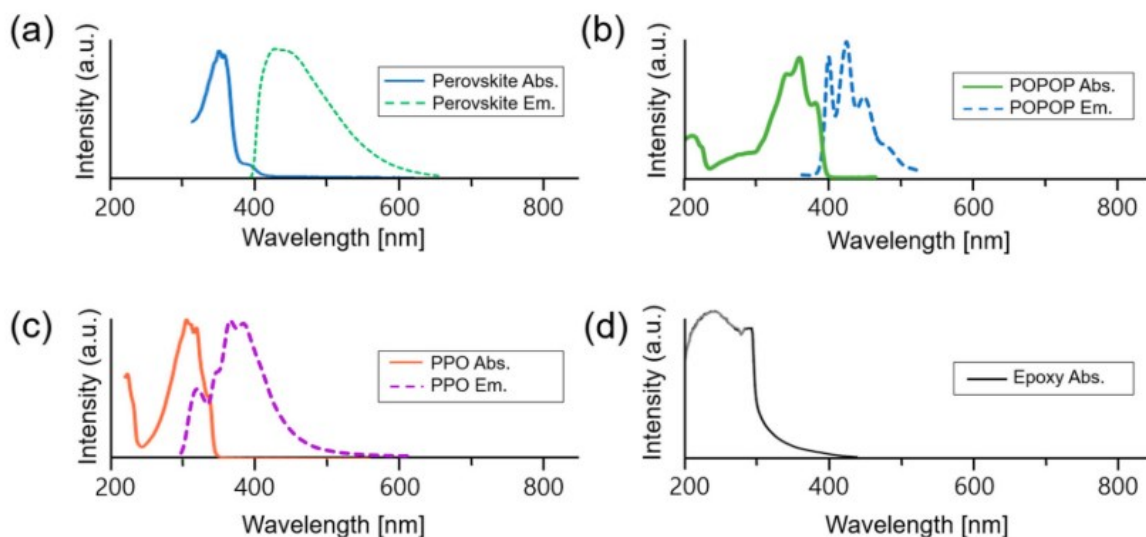 (a)
Intensity (a.u.)
Perovskite Abs.
Perovskite Em.
200 400 600 800
Wavelength [nm]
(b)
Intensity (a.u.)
POPOP Abs.
POPOP Em.
200 400 600 800
Wavelength [nm]
(c)
Intensity (a.u.)
PPO Abs.
PPO Em.
200 400 600 800
Wavelength [nm]
(d)
Intensity (a.u.)
Epoxy Abs.
200 400 600 800
Wavelength [nm]